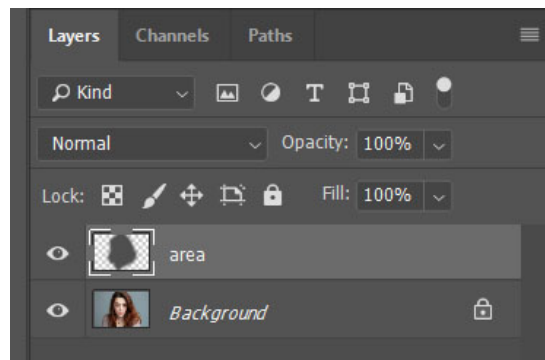 Layers Channels Paths
Kind T
Normal Opacity: 100%
Lock: Fill: 100%
area
Background